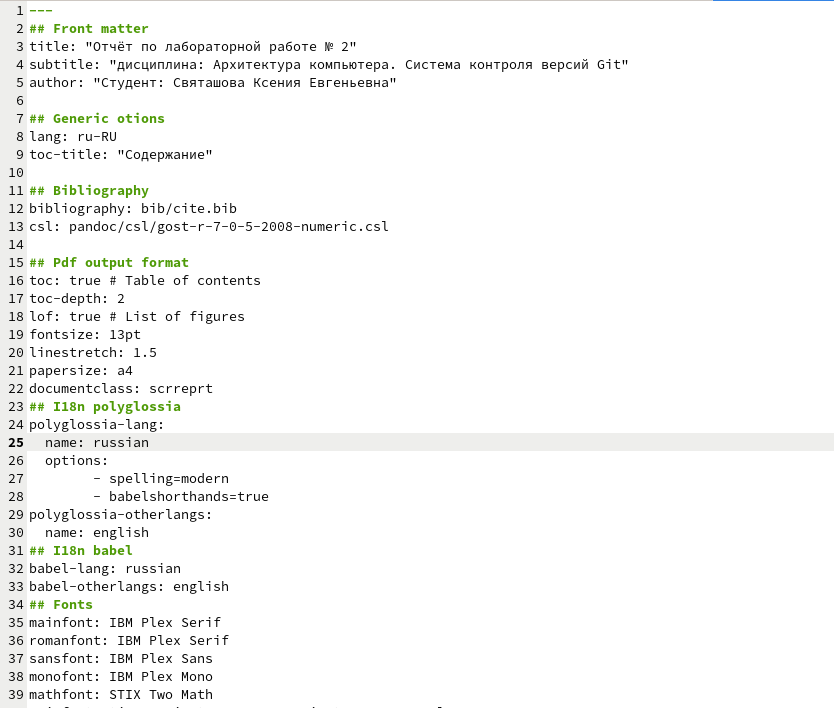 1 ---
2 ## Front matter
3 title: "Отчёт по лабораторной работе № 2"
4 subtitle: "дисциплина: Архитектура компьютера. Система контроля версий Git"
5 author: "Студент: Святашова Ксения Евгеньевна"
6
7 ## Generic otions
8 lang: ru-RU
9 toc-title: "Содержание"
10
11 ## Bibliography
12 bibliography: bib/cite.bib
13 csl: pandoc/csl/gost-r-7-0-5-2008-numeric.csl
14
15 ## Pdf output format
16 toc: true # Table of contents
17 toc-depth: 2
18 lof: true # List of figures
19 fontsize: 13pt
20 linestretch: 1.5
21 papersize: a4
22 documentclass: scrreprt
23 ## I18n polyglossia
24 polyglossia-lang:
25   name: russian
26   options:
27         - spelling=modern
28         - babelshorthands=true
29 polyglossia-otherlangs:
30   name: english
31 ## I18n babel
32 babel-lang: russian
33 babel-otherlangs: english
34 ## Fonts
35 mainfont: IBM Plex Serif
36 romanfont: IBM Plex Serif
37 sansfont: IBM Plex Sans
38 monofont: IBM Plex Mono
39 mathfont: STIX Two Math